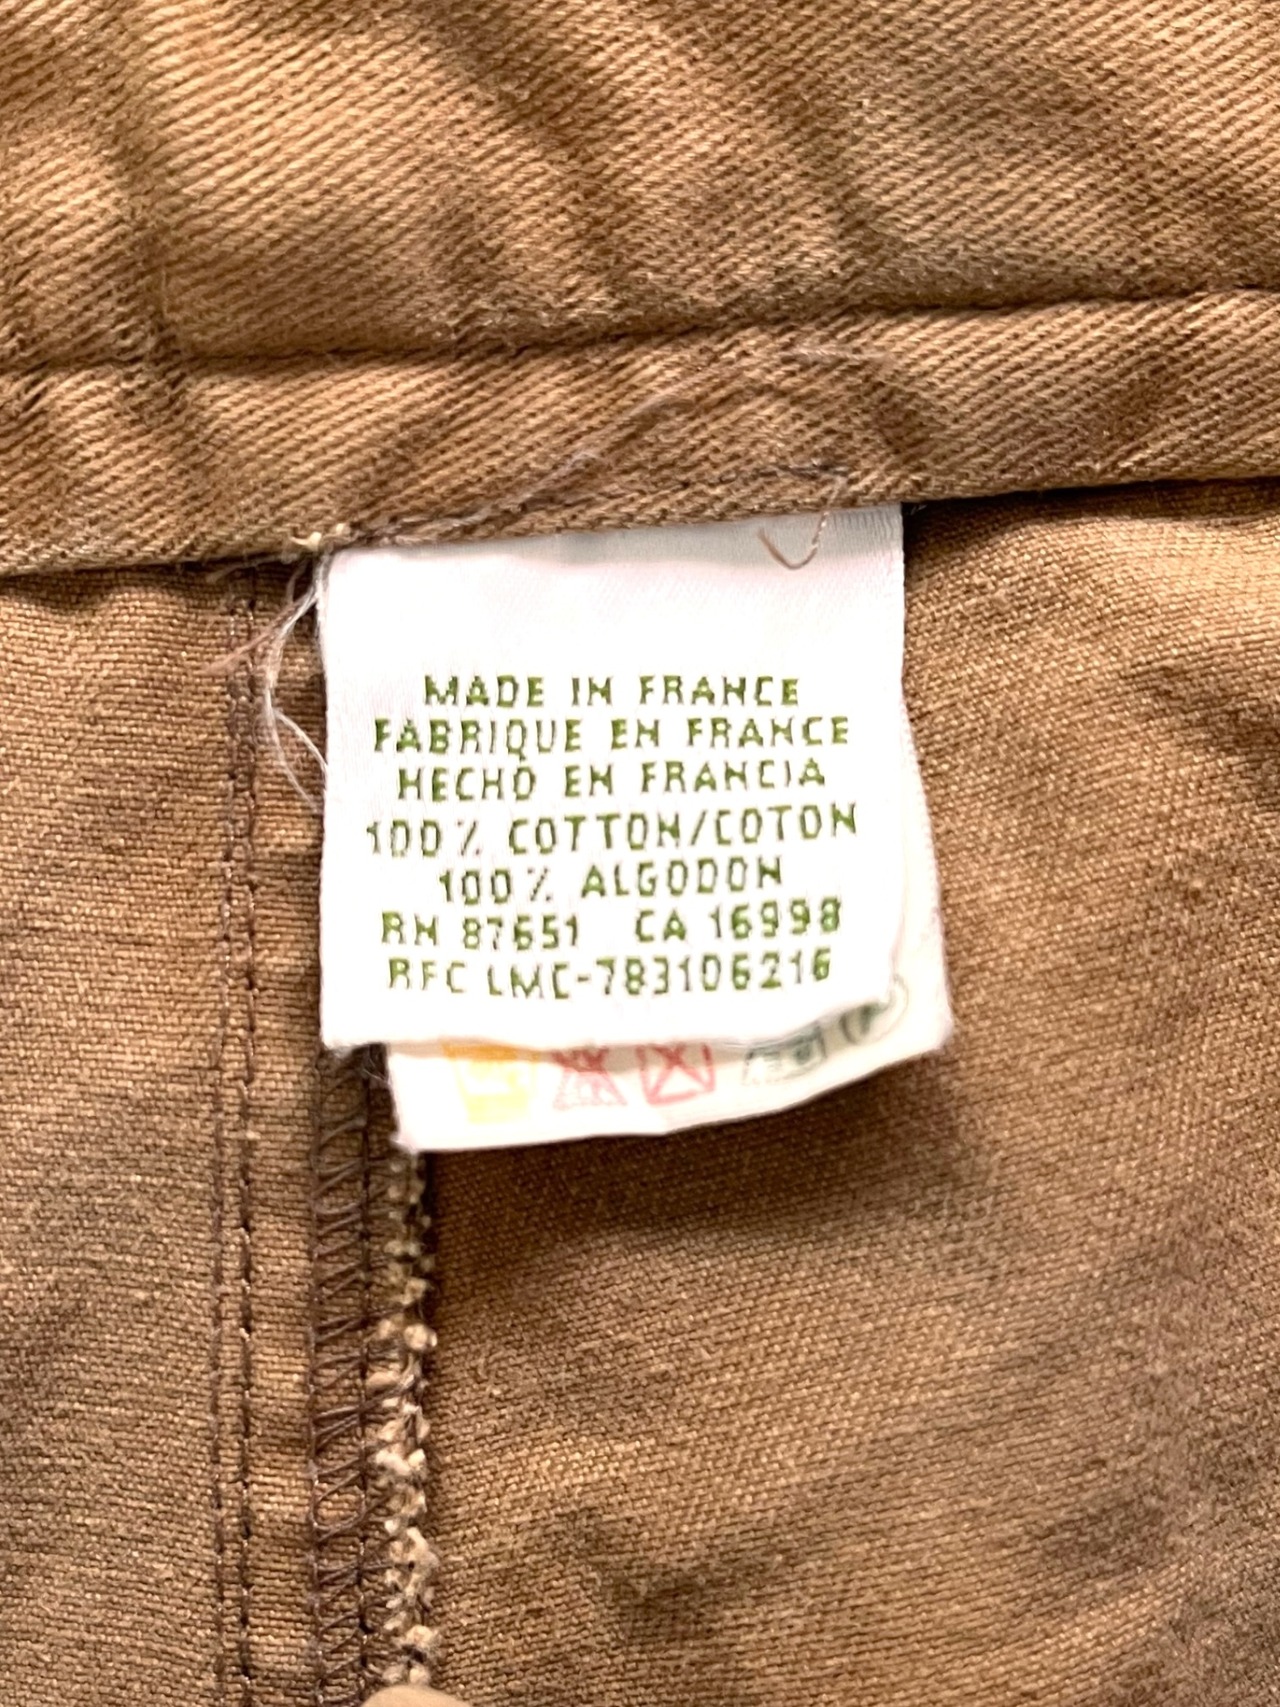 MADE IN FRANCE
FABRIQUE EN FRANCE
HECHO EN FRANCIA
100% COTTON/COTON
100% ALGODON
RN 87651 CA 16998
RFC LMC-783106216